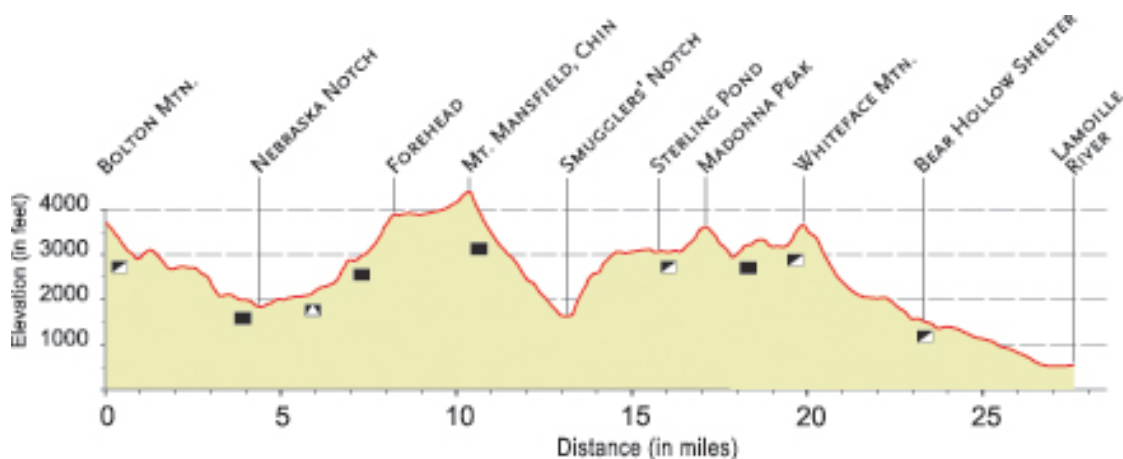 BOLTON MTN.
NEBRASKA NOTCH
FOREHEAD
MT. MANSFIELD, CHIN
SMUGGLERS' NOTCH
STERLING POND
MADONNA PEAK
WHITEFACE MTN.
BEAR HOLLOW SHELTER
LAMOILLE
RIVER
Elevation (in feet)
4000
3000
2000
1000
0 5 10 15 20 25
Distance (in miles)